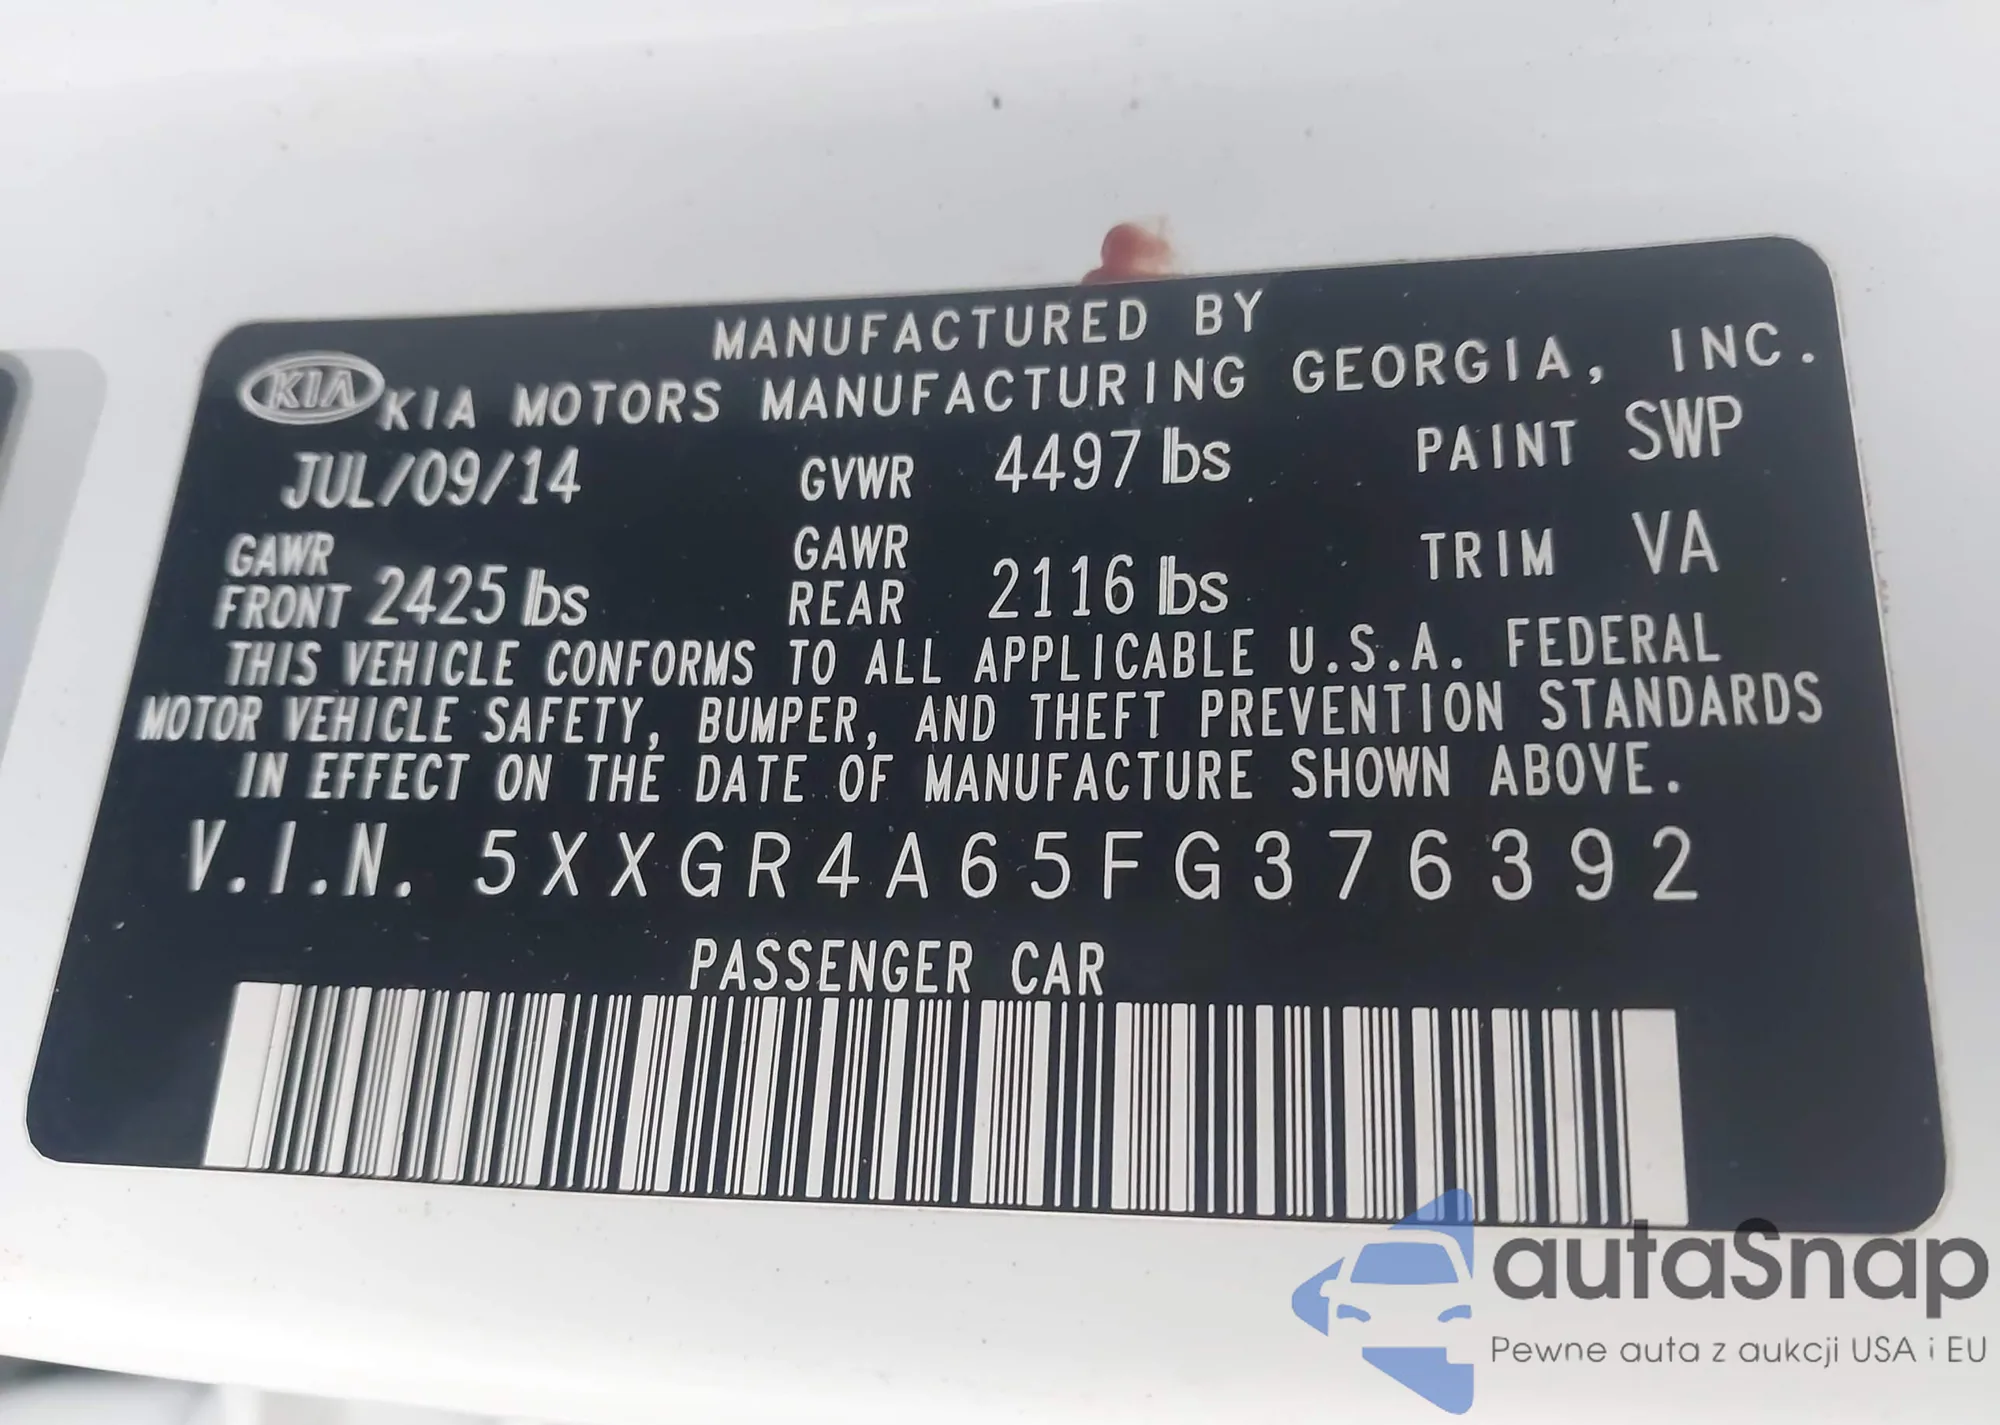 MANUFACTURED BY
KIA KIA MOTORS MANUFACTURING GEORGIA, INC.
JUL/09/14 GVWR 4497 lbs PAINT SWP
GAWR FRONT 2425 lbs GAWR REAR 2116 lbs TRIM VA
THIS VEHICLE CONFORMS TO ALL APPLICABLE U.S.A. FEDERAL
MOTOR VEHICLE SAFETY, BUMPER, AND THEFT PREVENTION STANDARDS
IN EFFECT ON THE DATE OF MANUFACTURE SHOWN ABOVE.
V.I.N. 5XXGR4A65FG376392
PASSENGER CAR
autaSnap
Pewne auta z aukcji USA i EU